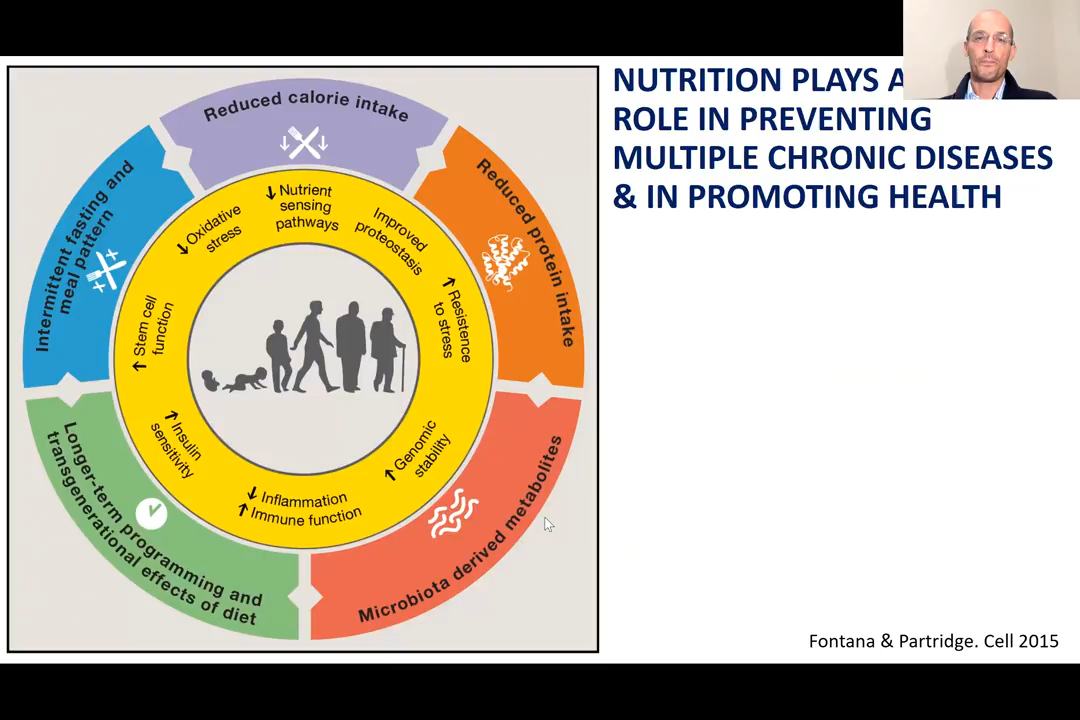 NUTRITION PLAYS A
ROLE IN PREVENTING
MULTIPLE CHRONIC DISEASES
& IN PROMOTING HEALTH
Reduced calorie intake
Reduced protein intake
Microbiota derived metabolites
Longer-term programming and
transgenerational effects of diet
Intermittent fasting and
meal pattern
↓ Nutrient
sensing
pathways
Improved
proteostasis
↑ Resistence
to stress
↑ Genomic
stability
↓ Inflammation
↑ Immune function
↑ Insulin
sensitivity
↑ Stem cell
function
↓ Oxidative
stress
Fontana & Partridge. Cell 2015